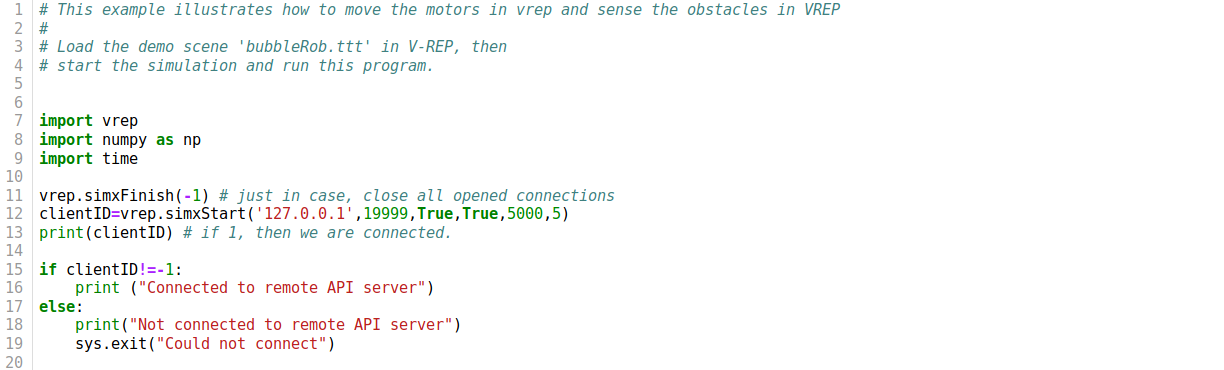 1 # This example illustrates how to move the motors in vrep and sense the obstacles in VREP
2 #
3 # Load the demo scene 'bubbleRob.ttt' in V-REP, then
4 # start the simulation and run this program.
5
6
7 import vrep
8 import numpy as np
9 import time
10
11 vrep.simxFinish(-1) # just in case, close all opened connections
12 clientID=vrep.simxStart('127.0.0.1',19999,True,True,5000,5)
13 print(clientID) # if 1, then we are connected.
14
15 if clientID!=-1:
16     print ("Connected to remote API server")
17 else:
18     print("Not connected to remote API server")
19     sys.exit("Could not connect")
20